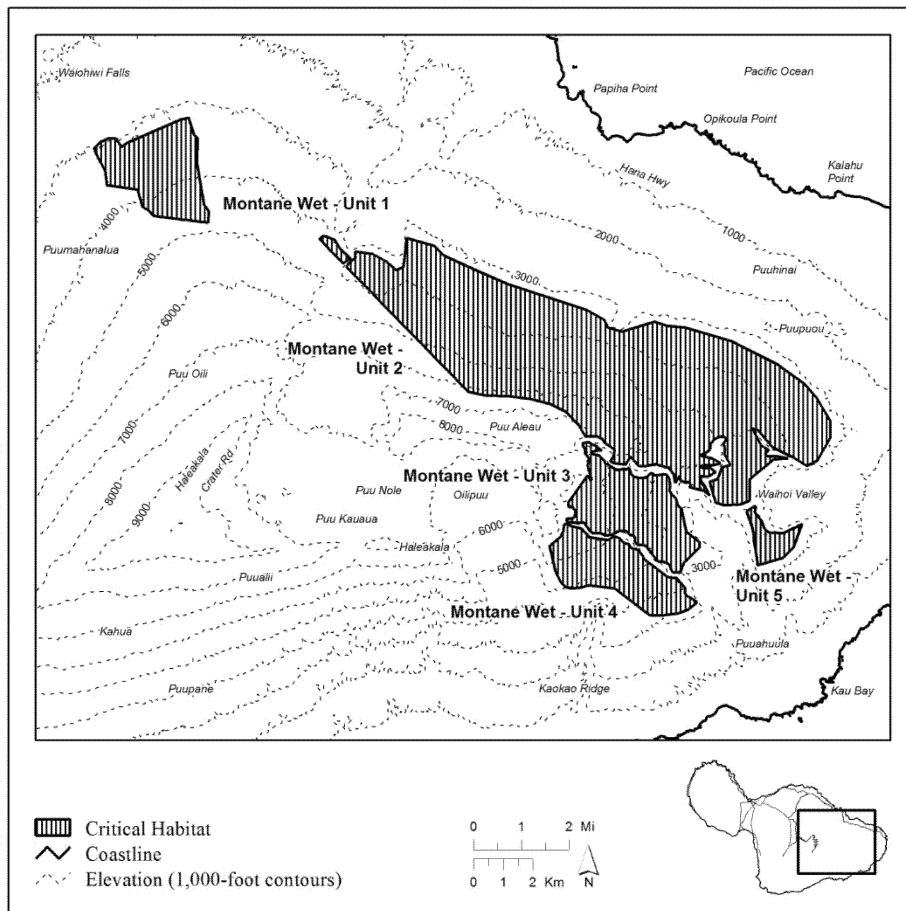 Waiohiwi Falls
Pacific Ocean
Papiha Point
Opikoula Point
Kalahu
Point
Hana Hwy
Montane Wet - Unit 1
4000
1000
2000
Puumahanalua
5000
3000
Puuhinai
6000
Puupuou
Montane Wet -
Unit 2
Puu Oili
7000
Puu Aleau
8000
7000
Haleakala
Crater Rd
Montane Wet - Unit 3
8000
Puu Nole
Oilipuu
Waihoi Valley
9000
Puu Kauaua
6000
Haleakala
5000
3000
Puualii
Montane Wet -
Unit 5
Montane Wet - Unit 4
Kahua
Puuahuula
Puupane
Kaokao Ridge
Kau Bay
Critical Habitat
Coastline
Elevation (1,000-foot contours)
0 1 2 Mi
0 1 2 Km
N